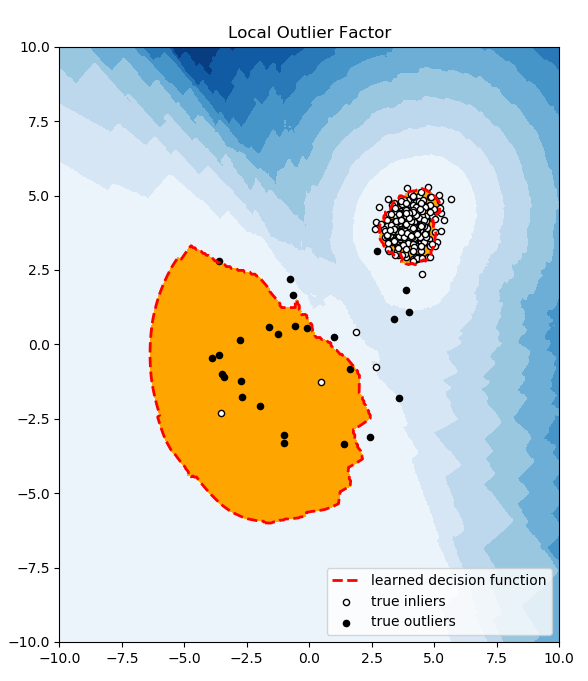 Local Outlier Factor
10.0
7.5
5.0
2.5
0.0
−2.5
−5.0
−7.5
−10.0
−10.0 −7.5 −5.0 −2.5 0.0 2.5 5.0 7.5 10.0
learned decision function
true inliers
true outliers